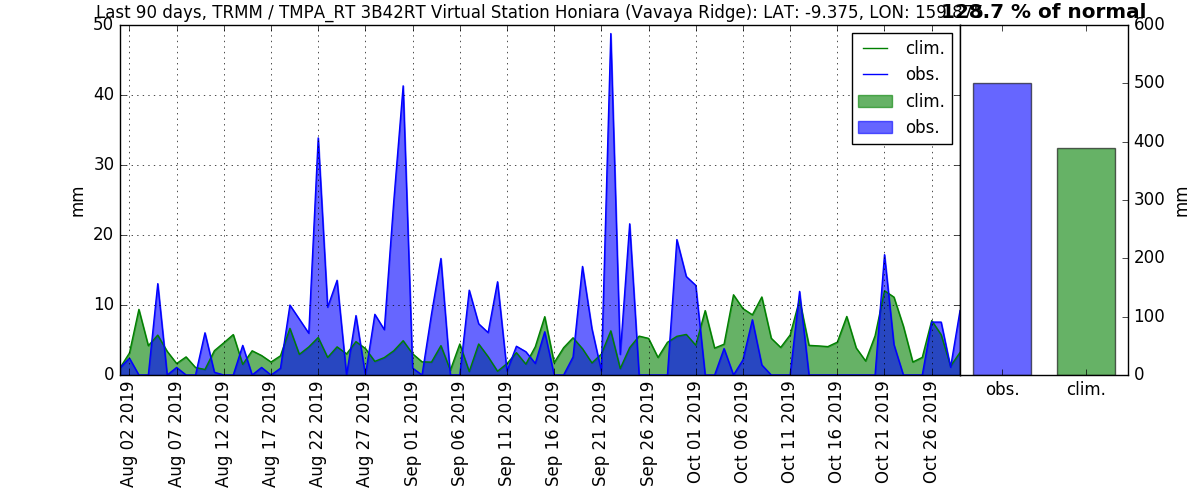 Last 90 days, TRMM / TMPA_RT 3B42RT Virtual Station Honiara (Vavaya Ridge): LAT: -9.375, LON:
128.7 % of normal
mm
50
40
30
20
10
0
clim.
obs.
clim.
obs.
Aug 02 2019
Aug 07 2019
Aug 12 2019
Aug 17 2019
Aug 22 2019
Aug 27 2019
Sep 01 2019
Sep 06 2019
Sep 11 2019
Sep 16 2019
Sep 21 2019
Sep 26 2019
Oct 01 2019
Oct 06 2019
Oct 11 2019
Oct 16 2019
Oct 21 2019
Oct 26 2019
600
500
400
300
200
100
0
mm
obs.
clim.